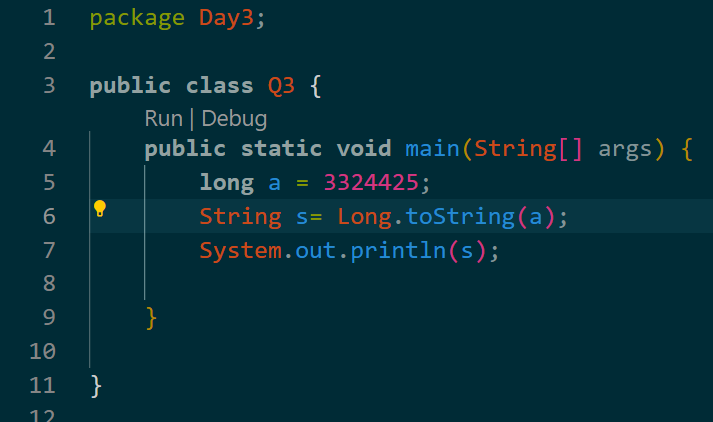 1 package Day3;
2
3 public class Q3 {
Run | Debug
4 public static void main(String[] args) {
5 long a = 3324425;
6 String s= Long.toString(a);
7 System.out.println(s);
8
9 }
10
11 }
12